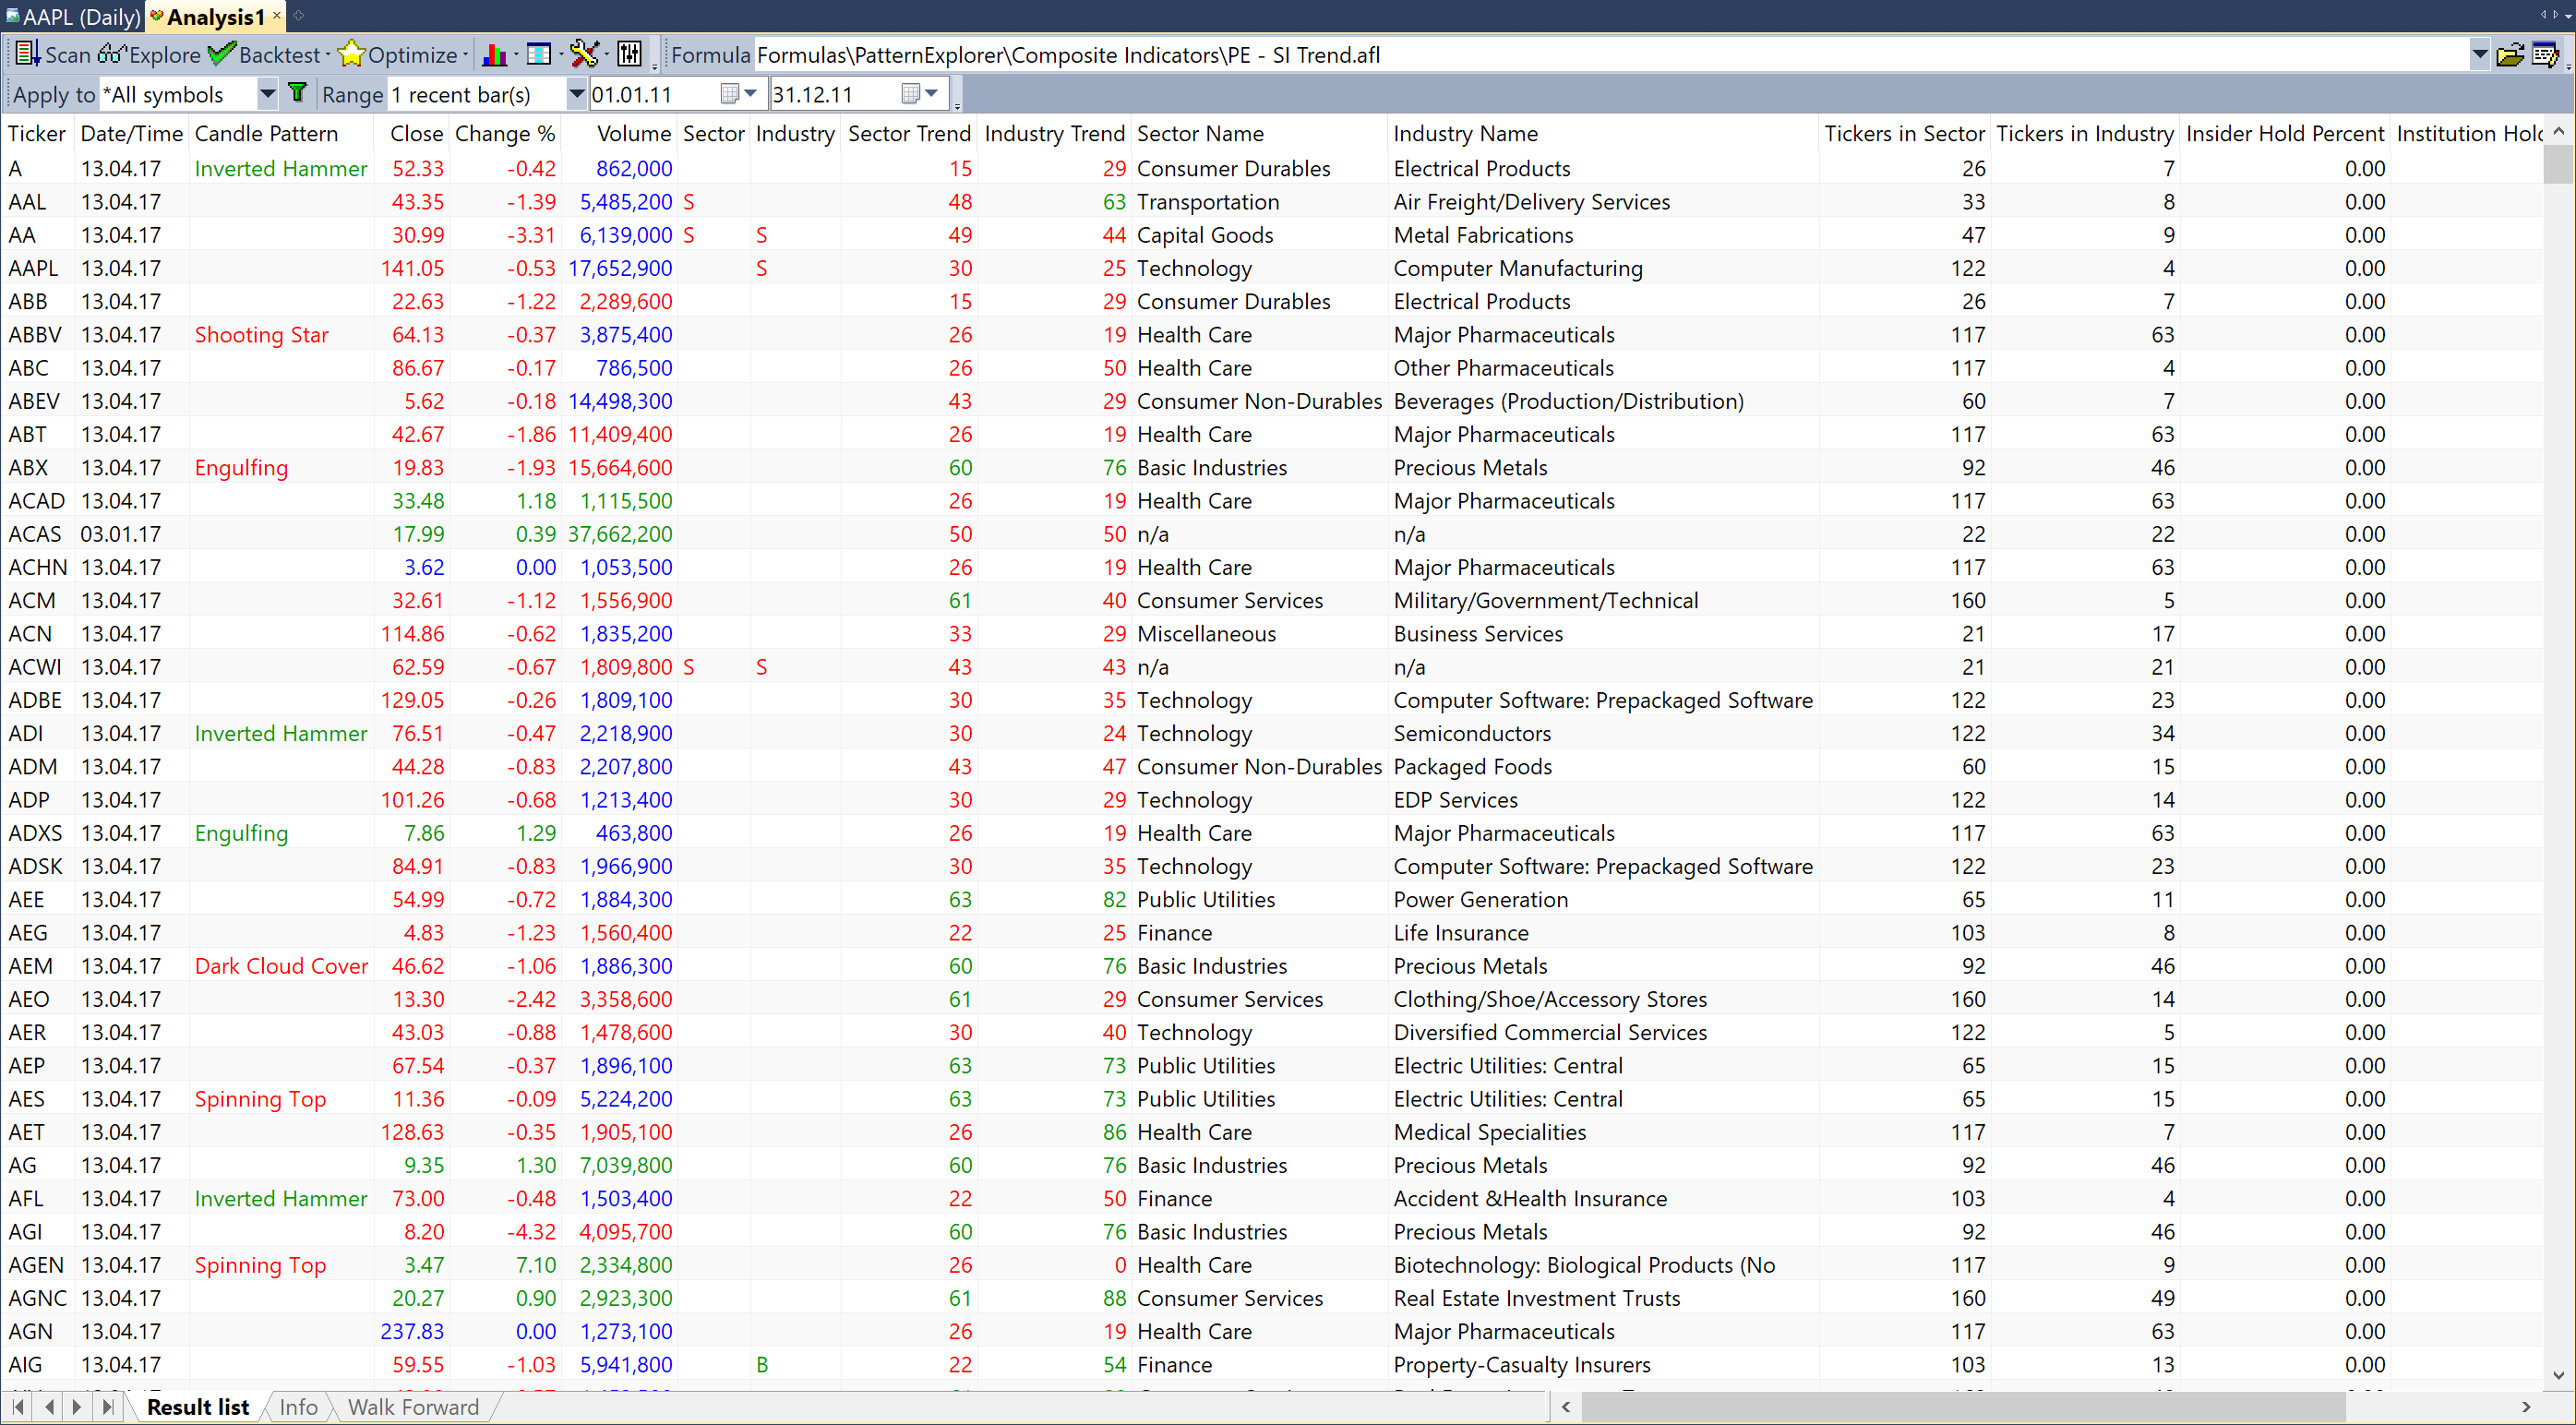 AAPL (Daily) Analysis1
Scan Explore Backtest Optimize Formula Formulas\PatternExplorer\Composite Indicators\PE - SI Trend.afl
Apply to *All symbols Range 1 recent bar(s) 01.01.11 31.12.11
Ticker Date/Time Candle Pattern Close Change % Volume Sector Industry Sector Trend Industry Trend Sector Name Industry Name Tickers in Sector Tickers in Industry Insider Hold Percent Institution Hold
A 13.04.17 Inverted Hammer 52.33 -0.42 862,000 15 29 Consumer Durables Electrical Products 26 7 0.00
AAL 13.04.17 43.35 -1.39 5,485,200 S 48 63 Transportation Air Freight/Delivery Services 33 8 0.00
AA 13.04.17 30.99 -3.31 6,139,000 S S 49 44 Capital Goods Metal Fabrications 47 9 0.00
AAPL 13.04.17 141.05 -0.53 17,652,900 S 30 25 Technology Computer Manufacturing 122 4 0.00
ABB 13.04.17 22.63 -1.22 2,289,600 15 29 Consumer Durables Electrical Products 26 7 0.00
ABBV 13.04.17 Shooting Star 64.13 -0.37 3,875,400 26 19 Health Care Major Pharmaceuticals 117 63 0.00
ABC 13.04.17 86.67 -0.17 786,500 26 50 Health Care Other Pharmaceuticals 117 4 0.00
ABEV 13.04.17 5.62 -0.18 14,498,300 43 29 Consumer Non-Durables Beverages (Production/Distribution) 60 7 0.00
ABT 13.04.17 42.67 -1.86 11,409,400 26 19 Health Care Major Pharmaceuticals 117 63 0.00
ABX 13.04.17 Engulfing 19.83 -1.93 15,664,600 60 76 Basic Industries Precious Metals 92 46 0.00
ACAD 13.04.17 33.48 1.18 1,115,500 26 19 Health Care Major Pharmaceuticals 117 63 0.00
ACAS 03.01.17 17.99 0.39 37,662,200 50 50 n/a n/a 22 22 0.00
ACHN 13.04.17 3.62 0.00 1,053,500 26 19 Health Care Major Pharmaceuticals 117 63 0.00
ACM 13.04.17 32.61 -1.12 1,556,900 61 40 Consumer Services Military/Government/Technical 160 5 0.00
ACN 13.04.17 114.86 -0.62 1,835,200 33 29 Miscellaneous Business Services 21 17 0.00
ACWI 13.04.17 62.59 -0.67 1,809,800 S S 43 43 n/a n/a 21 21 0.00
ADBE 13.04.17 129.05 -0.26 1,809,100 30 35 Technology Computer Software: Prepackaged Software 122 23 0.00
ADI 13.04.17 Inverted Hammer 76.51 -0.47 2,218,900 30 24 Technology Semiconductors 122 34 0.00
ADM 13.04.17 44.28 -0.83 2,207,800 43 47 Consumer Non-Durables Packaged Foods 60 15 0.00
ADP 13.04.17 101.26 -0.68 1,213,400 30 29 Technology EDP Services 122 14 0.00
ADXS 13.04.17 Engulfing 7.86 1.29 463,800 26 19 Health Care Major Pharmaceuticals 117 63 0.00
ADSK 13.04.17 84.91 -0.83 1,966,900 30 35 Technology Computer Software: Prepackaged Software 122 23 0.00
AEE 13.04.17 54.99 -0.72 1,884,300 63 82 Public Utilities Power Generation 65 11 0.00
AEG 13.04.17 4.83 -1.23 1,560,400 22 25 Finance Life Insurance 103 8 0.00
AEM 13.04.17 Dark Cloud Cover 46.62 -1.06 1,886,300 60 76 Basic Industries Precious Metals 92 46 0.00
AEO 13.04.17 13.30 -2.42 3,358,600 61 29 Consumer Services Clothing/Shoe/Accessory Stores 160 14 0.00
AER 13.04.17 43.03 -0.88 1,478,600 30 40 Technology Diversified Commercial Services 122 5 0.00
AEP 13.04.17 67.54 -0.37 1,896,100 63 73 Public Utilities Electric Utilities: Central 65 15 0.00
AES 13.04.17 Spinning Top 11.36 -0.09 5,224,200 63 73 Public Utilities Electric Utilities: Central 65 15 0.00
AET 13.04.17 128.63 -0.35 1,905,100 26 86 Health Care Medical Specialities 117 7 0.00
AG 13.04.17 9.35 1.30 7,039,800 60 76 Basic Industries Precious Metals 92 46 0.00
AFL 13.04.17 Inverted Hammer 73.00 -0.48 1,503,400 22 50 Finance Accident &Health Insurance 103 4 0.00
AGI 13.04.17 8.20 -4.32 4,095,700 60 76 Basic Industries Precious Metals 92 46 0.00
AGEN 13.04.17 Spinning Top 3.47 7.10 2,334,800 26 0 Health Care Biotechnology: Biological Products (No 117 9 0.00
AGNC 13.04.17 20.27 0.90 2,923,300 61 88 Consumer Services Real Estate Investment Trusts 160 49 0.00
AGN 13.04.17 237.83 0.00 1,273,100 26 19 Health Care Major Pharmaceuticals 117 63 0.00
AIG 13.04.17 59.55 -1.03 5,941,800 B 22 54 Finance Property-Casualty Insurers 103 13 0.00
Result list Info Walk Forward